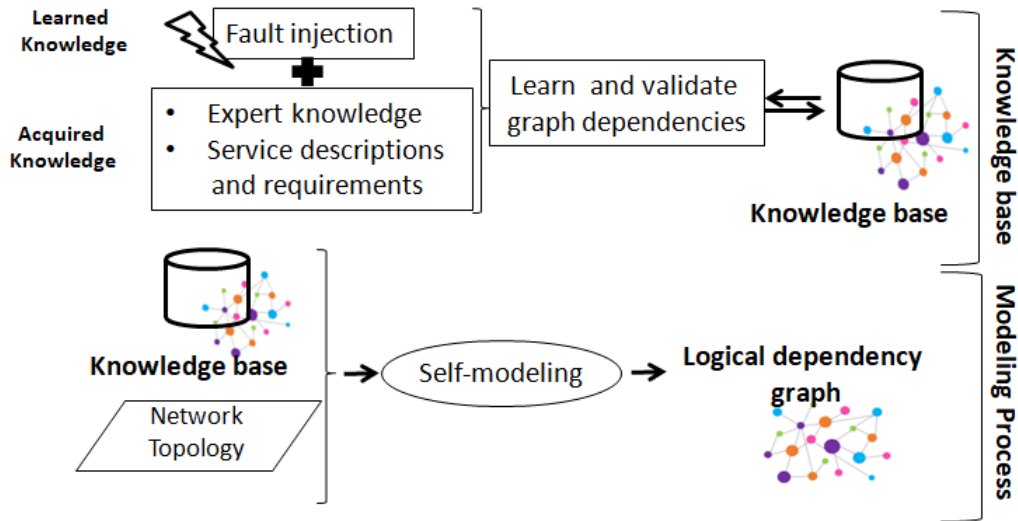 Learned
Knowledge
Fault injection
Acquired
Knowledge
• Expert knowledge
• Service descriptions
and requirements
Learn and validate
graph dependencies
Knowledge base
Knowledge base
Knowledge base
Network
Topology
Self-modeling
Logical dependency
graph
Modeling Process